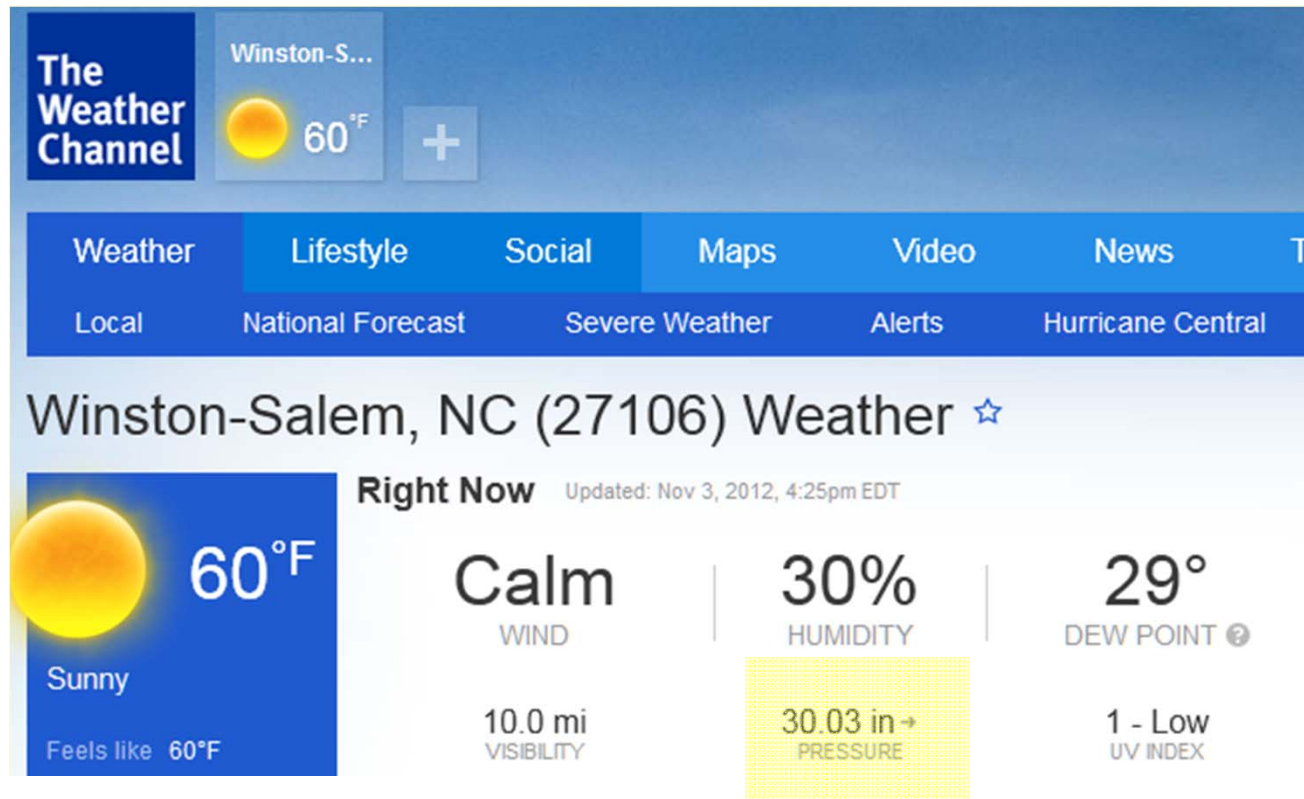 The
Weather
Channel
Winston-S...
60°F
+
Weather Lifestyle Social Maps Video News T
Local National Forecast Severe Weather Alerts Hurricane Central
Winston-Salem, NC (27106) Weather ☆
Right Now Updated: Nov 3, 2012, 4:25pm EDT
60°F
Sunny
Feels like 60°F
Calm
WIND
30%
HUMIDITY
29°
DEW POINT ?
10.0 mi
VISIBILITY
30.03 in →
PRESSURE
1 - Low
UV INDEX